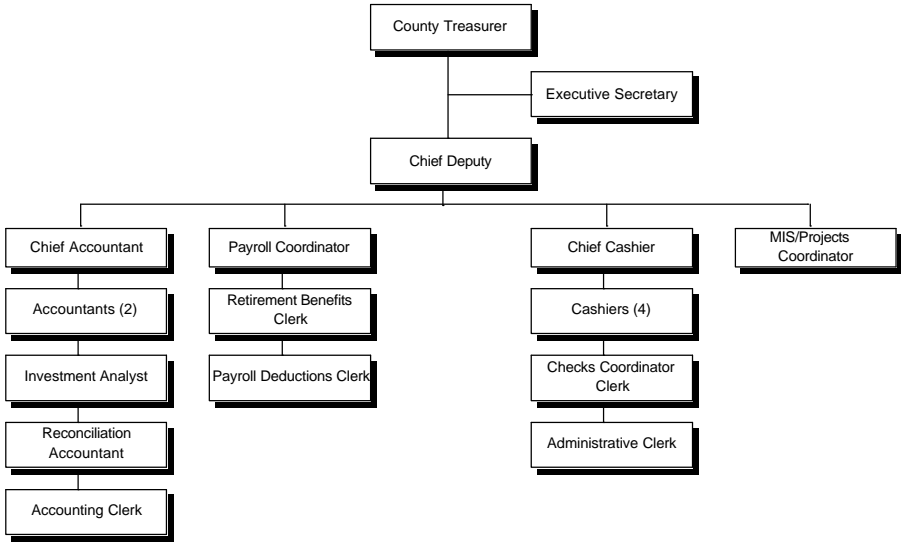 County Treasurer
Executive Secretary
Chief Deputy
Chief Accountant
Payroll Coordinator
Chief Cashier
MIS/Projects
Coordinator
Accountants (2)
Retirement Benefits
Clerk
Cashiers (4)
Investment Analyst
Payroll Deductions Clerk
Checks Coordinator
Clerk
Reconciliation
Accountant
Administrative Clerk
Accounting Clerk